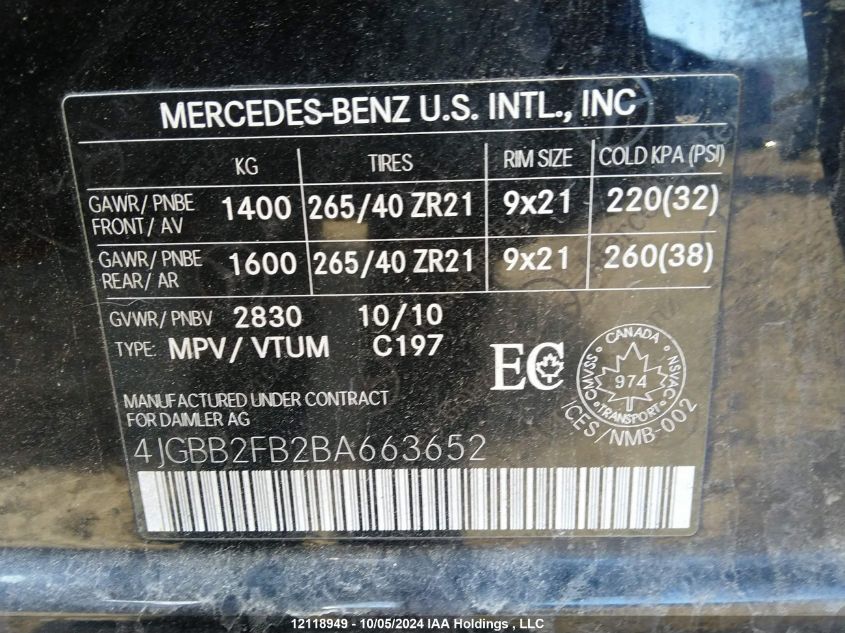 MERCEDES-BENZ U.S. INTL., INC
KG TIRES RIM SIZE COLD KPA (PSI)
GAWR/ PNBE FRONT/ AV 1400 265/40 ZR21 9x21 220(32)
GAWR/ PNBE REAR/ AR 1600 265/40 ZR21 9x21 260(38)
GVWR/ PNBV 2830 10/10
TYPE: MPV/ VTUM C197
EC
CANADA
CMVSS 974 NSVAC
TRANSPORT
ICES/NMB-002
MANUFACTURED UNDER CONTRACT
FOR DAIMLER AG
4JGBB2FB2BA663652
12118949 - 10/05/2024 IAA Holdings , LLC